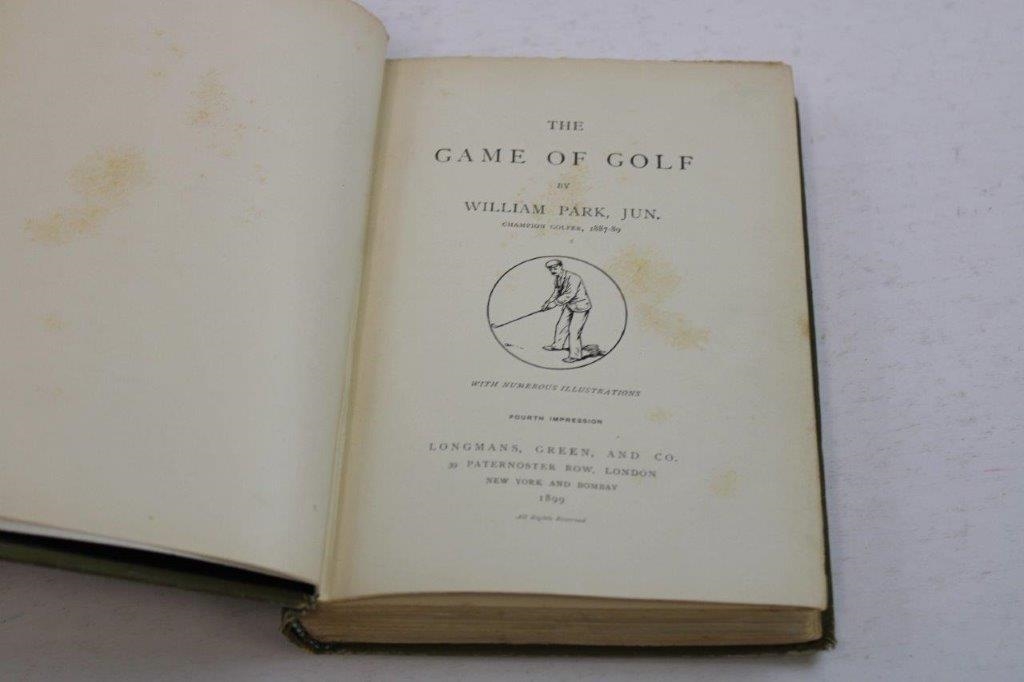 THE
GAME OF GOLF
BY
WILLIAM PARK, JUN.
CHAMPION GOLFER, 1887-89
WITH NUMEROUS ILLUSTRATIONS
FOURTH IMPRESSION
LONGMANS, GREEN, AND CO.
39 PATERNOSTER ROW, LONDON
NEW YORK AND BOMBAY
1899
All Rights Reserved